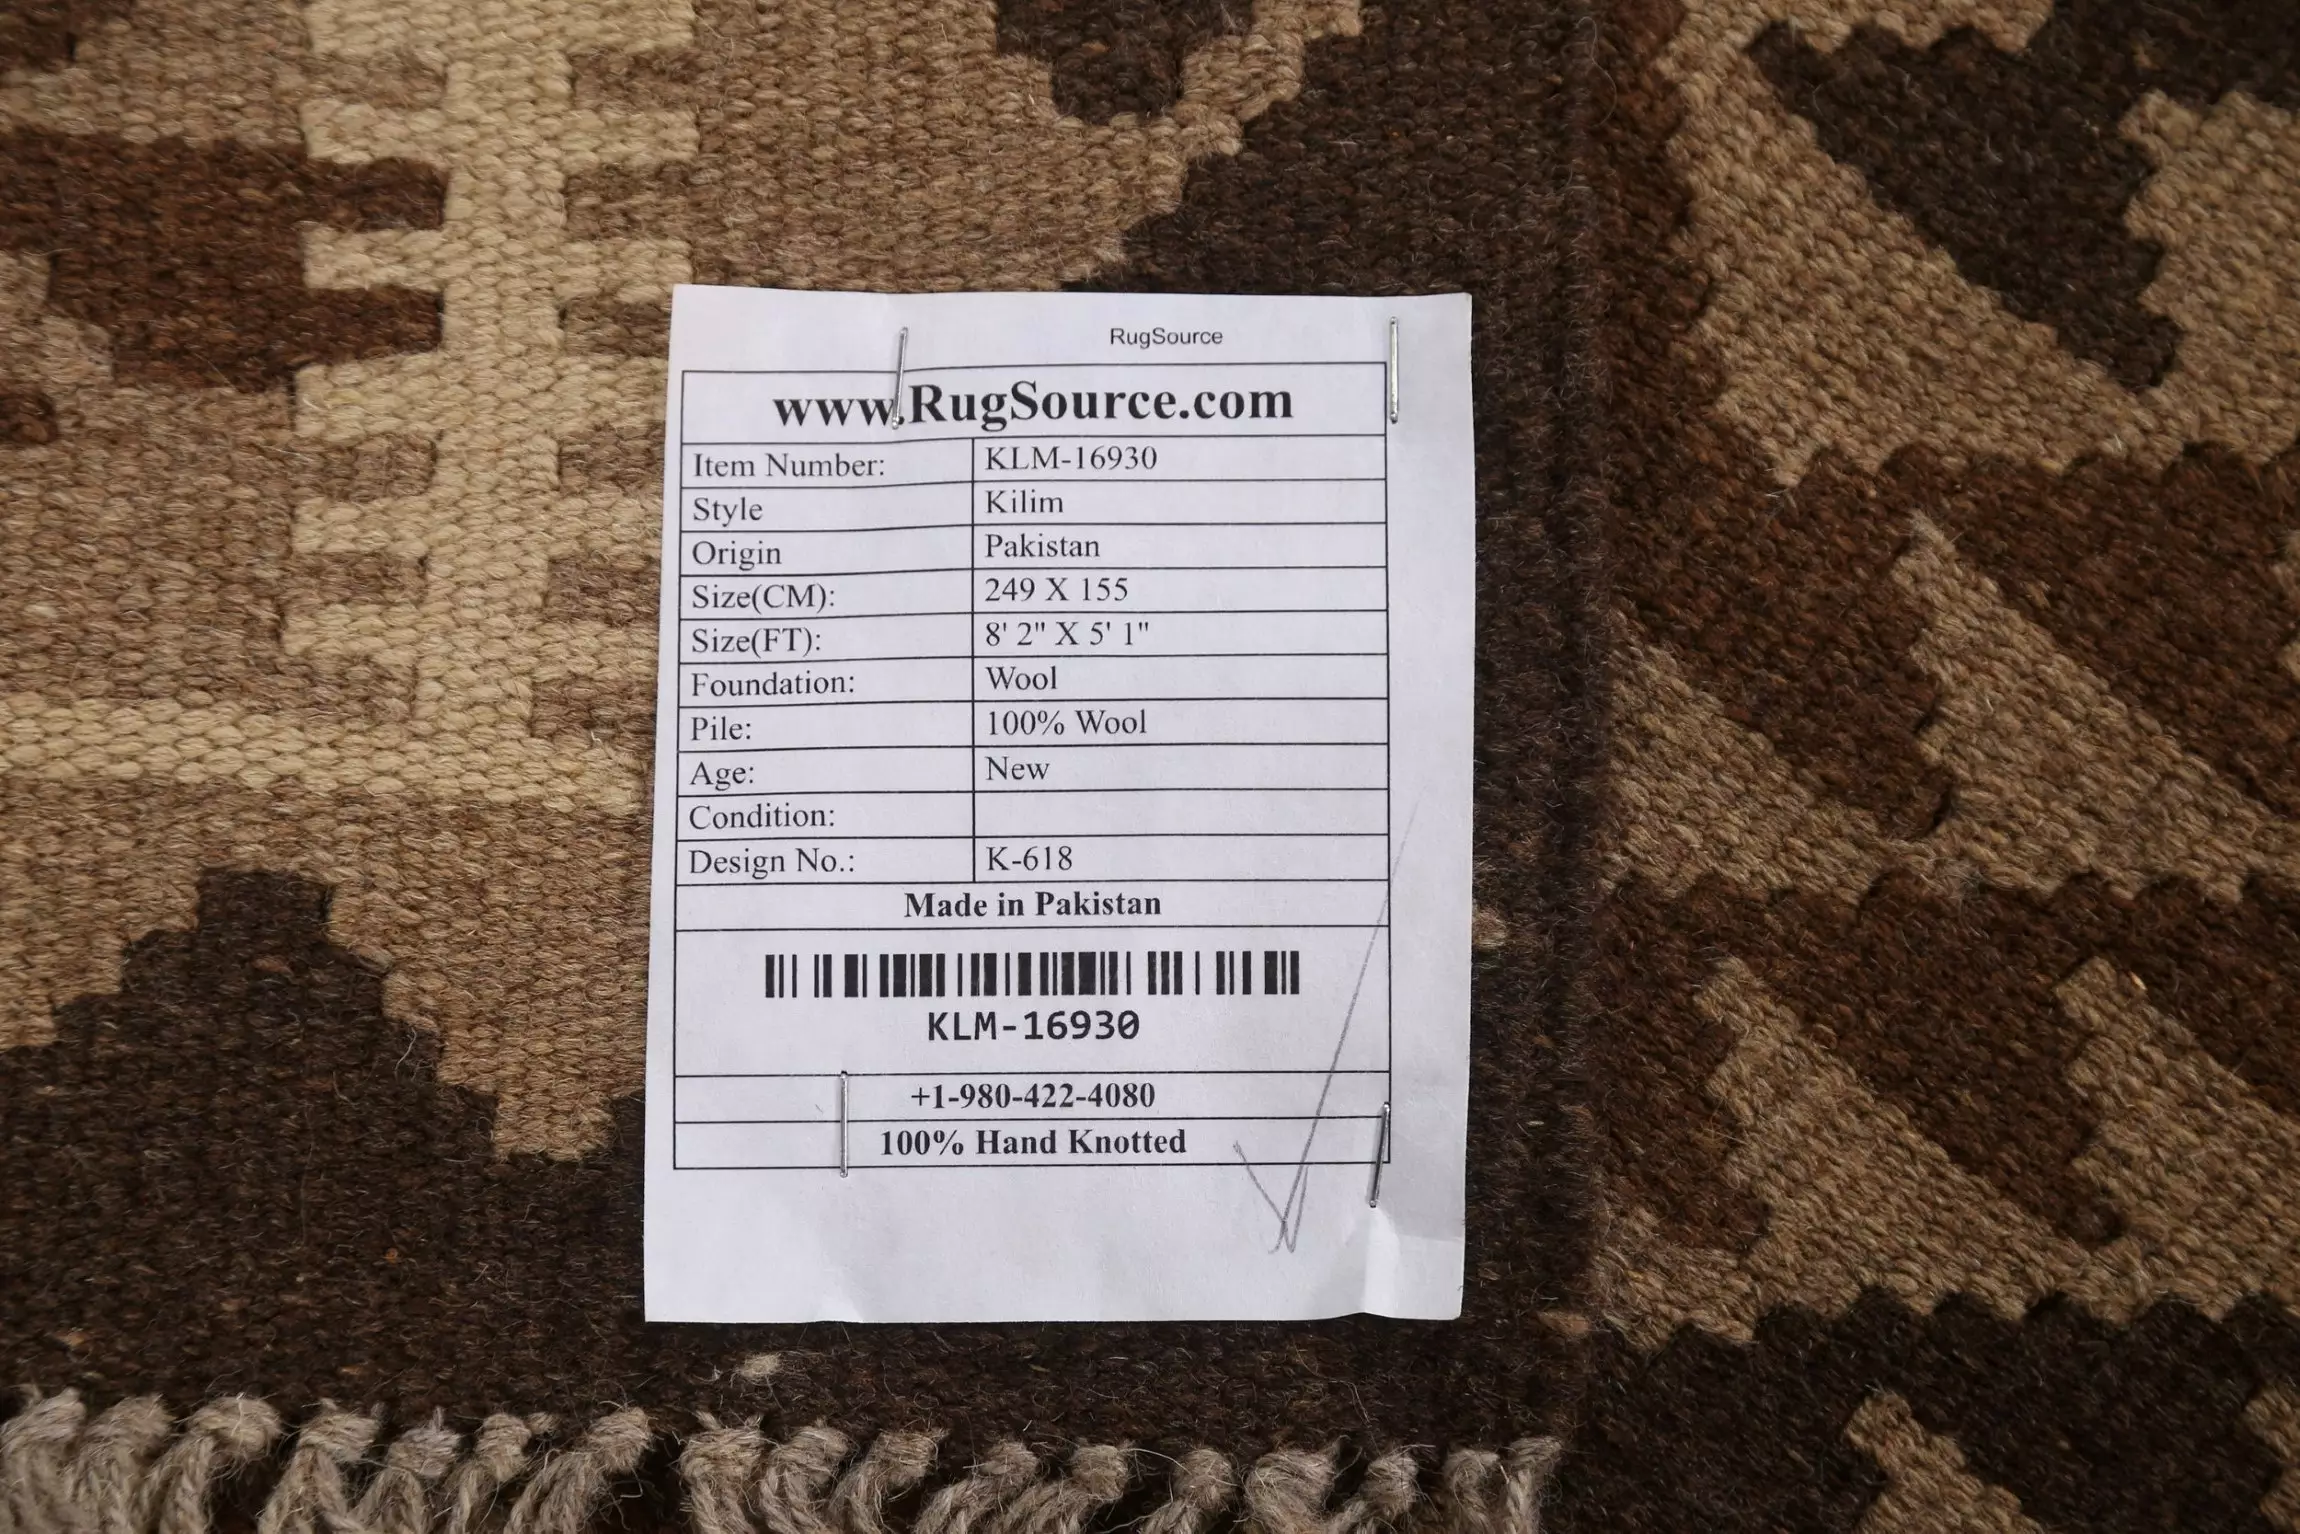 RugSource
www.RugSource.com
Item Number: KLM-16930
Style Kilim
Origin Pakistan
Size(CM): 249 X 155
Size(FT): 8' 2" X 5' 1"
Foundation: Wool
Pile: 100% Wool
Age: New
Condition:
Design No.: K-618
Made in Pakistan
KLM-16930
+1-980-422-4080
100% Hand Knotted